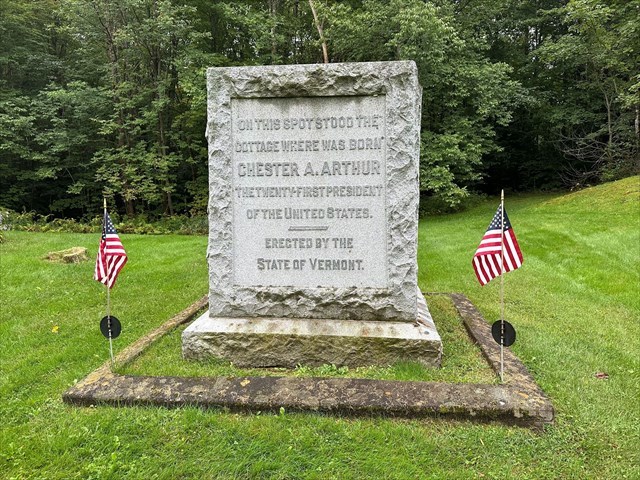 ON THIS SPOT STOOD THE
COTTAGE WHERE WAS BORN
CHESTER A. ARTHUR
THE TWENTY-FIRST PRESIDENT
OF THE UNITED STATES.
ERECTED BY THE
STATE OF VERMONT.